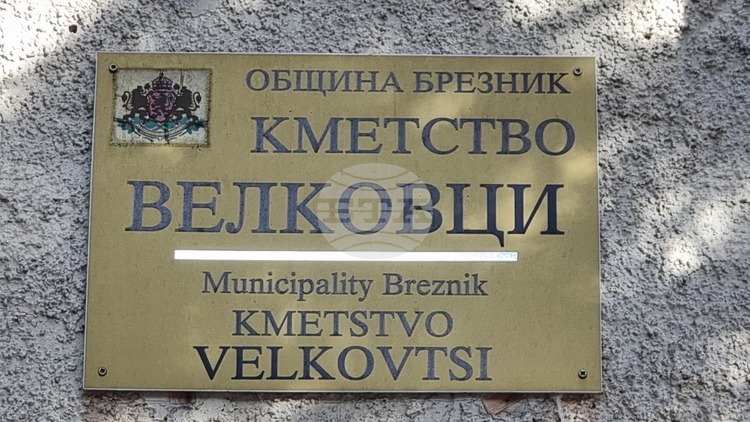 ОБЩИНА БРЕЗНИК
КМЕТСТВО
ВЕЛКОВЦИ
Municipality Breznik
KMETSTVO
VELKOVTSI